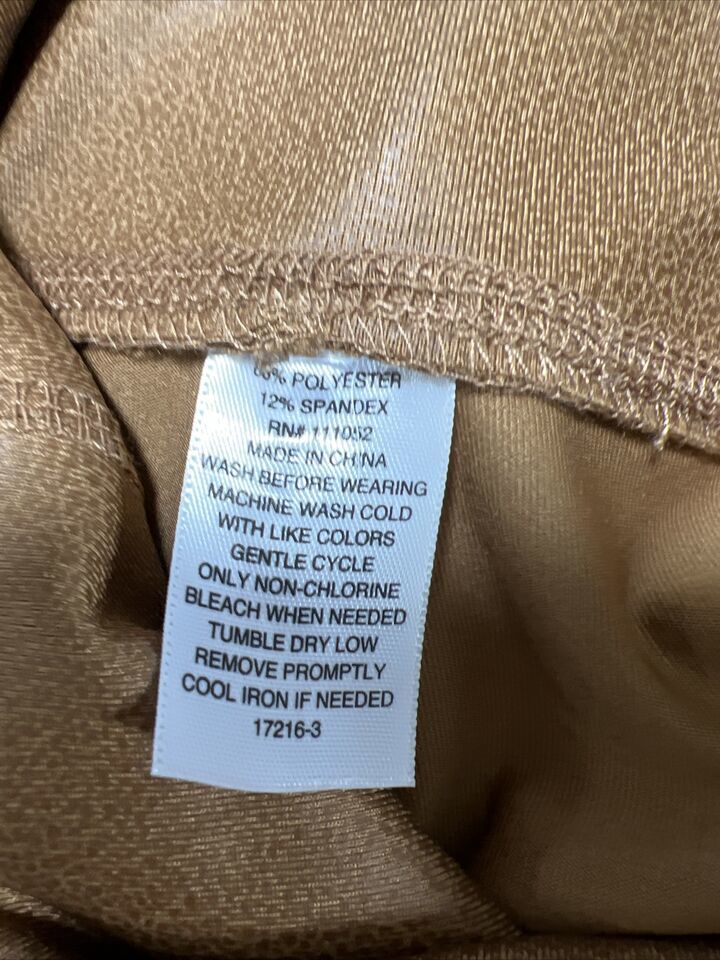 % POLYESTER
12% SPANDEX
RN# 111052
MADE IN CHINA
WASH BEFORE WEARING
MACHINE WASH COLD
WITH LIKE COLORS
GENTLE CYCLE
ONLY NON-CHLORINE
BLEACH WHEN NEEDED
TUMBLE DRY LOW
REMOVE PROMPTLY
COOL IRON IF NEEDED
17216-3